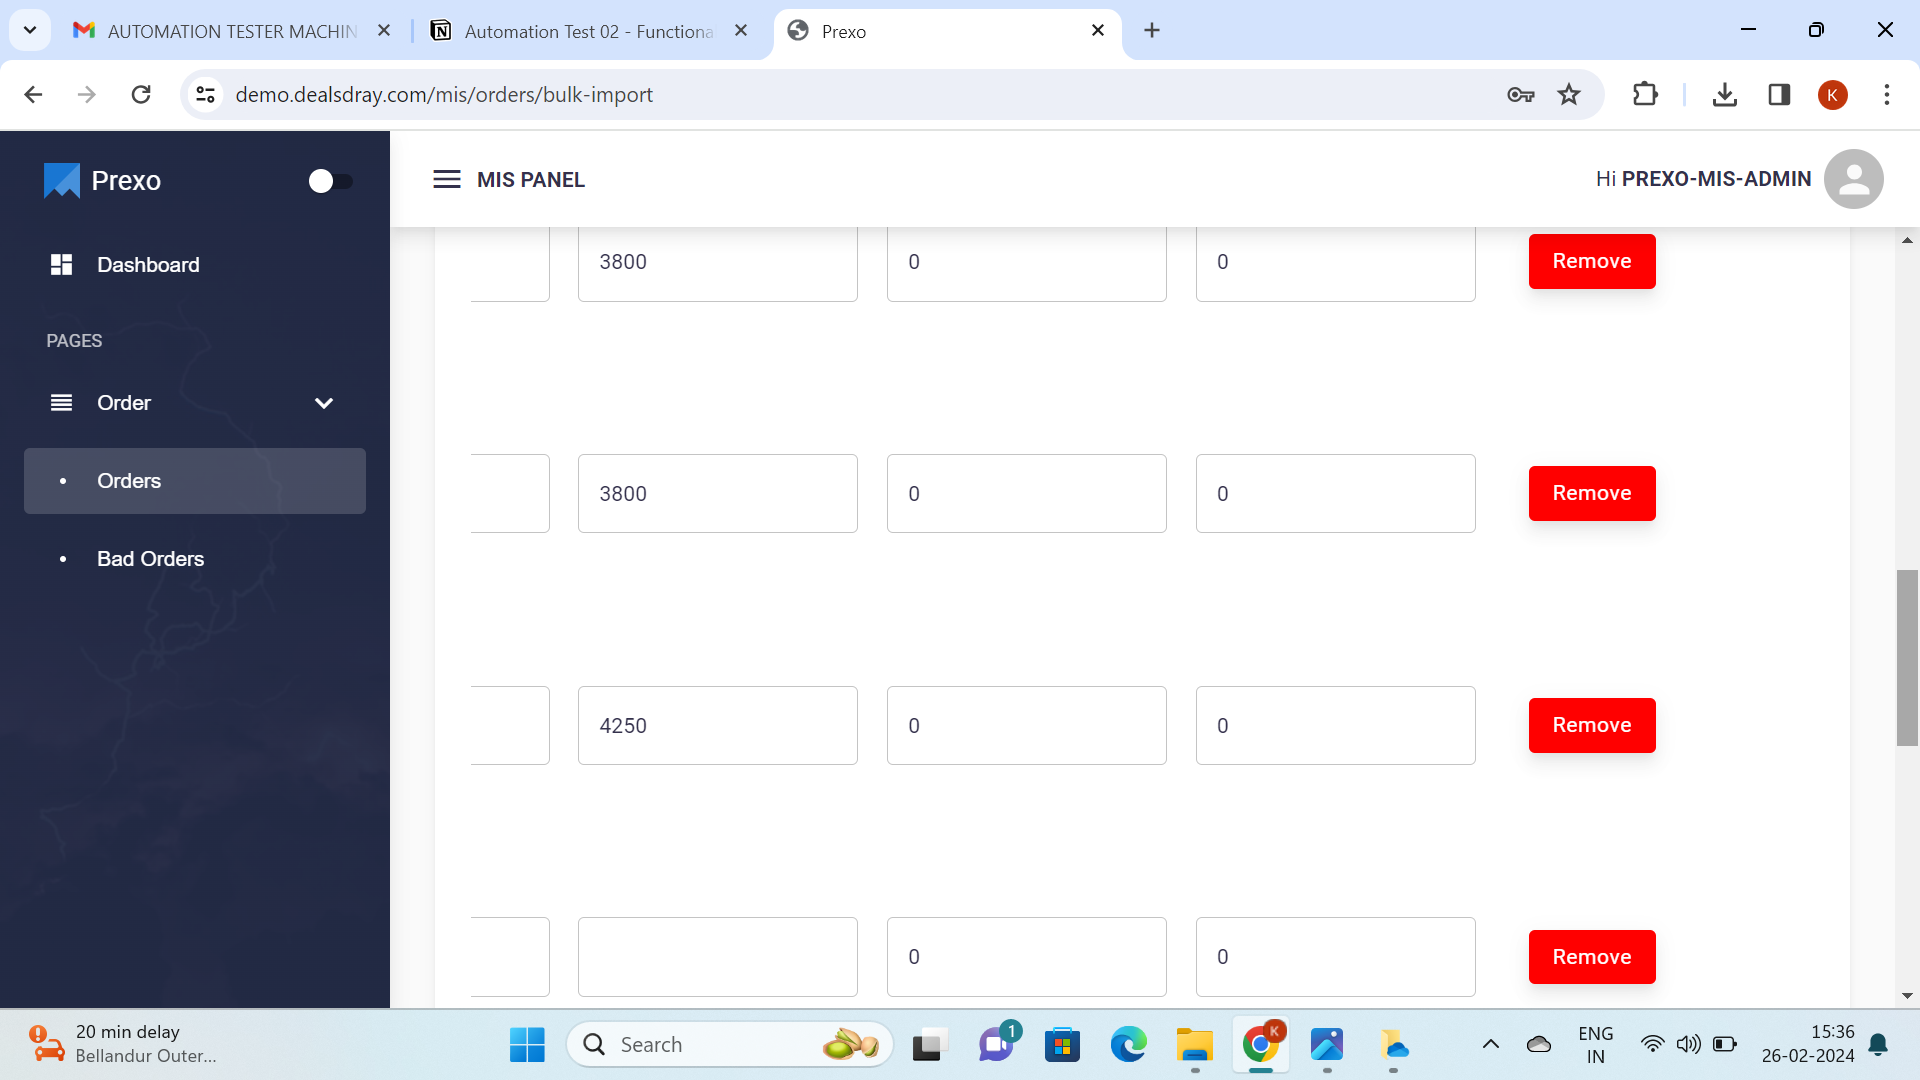 AUTOMATION TESTER MACHIN
Automation Test 02 - Functiona
Prexo
demo.dealsdray.com/mis/orders/bulk-import
K
Prexo
MIS PANEL
Hi PREXO-MIS-ADMIN
Dashboard
PAGES
Order
Orders
Bad Orders
3800 0 0 Remove
3800 0 0 Remove
4250 0 0 Remove
0 0 Remove
20 min delay
Bellandur Outer...
Search
1
K
ENG
IN
15:36
26-02-2024